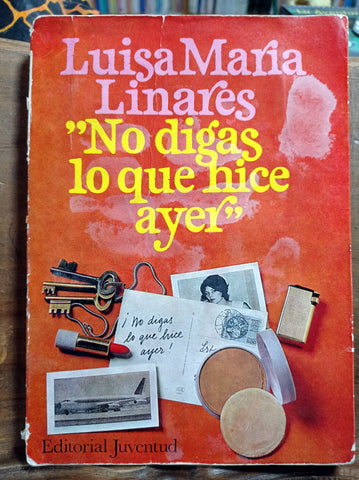 Luisa María
Linares
"No digas
lo que hice
ayer"
¡No digas
lo que hice
ayer!
Editorial Juventud